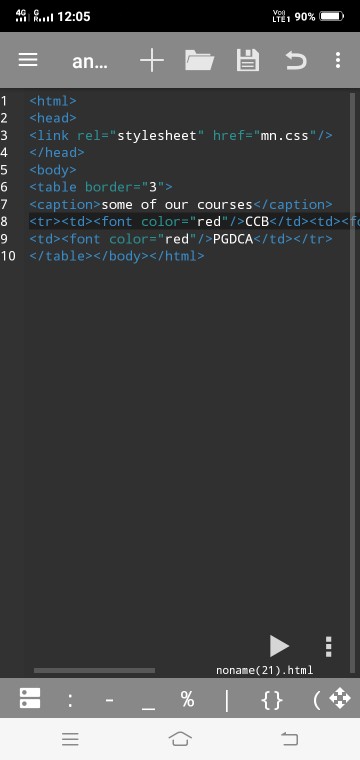 4G G 12:05 Vo)) LTE1 90%
an...
1 <html>
2 <head>
3 <link rel="stylesheet" href="mn.css"/>
4 </head>
5 <body>
6 <table border="3">
7 <caption>some of our courses</caption>
8 <tr><td><font color="red"/>CCB</td><td><fo
9 <td><font color="red"/>PGDCA</td></tr>
10 </table></body></html>
noname(21).html
: - _ % | {} (